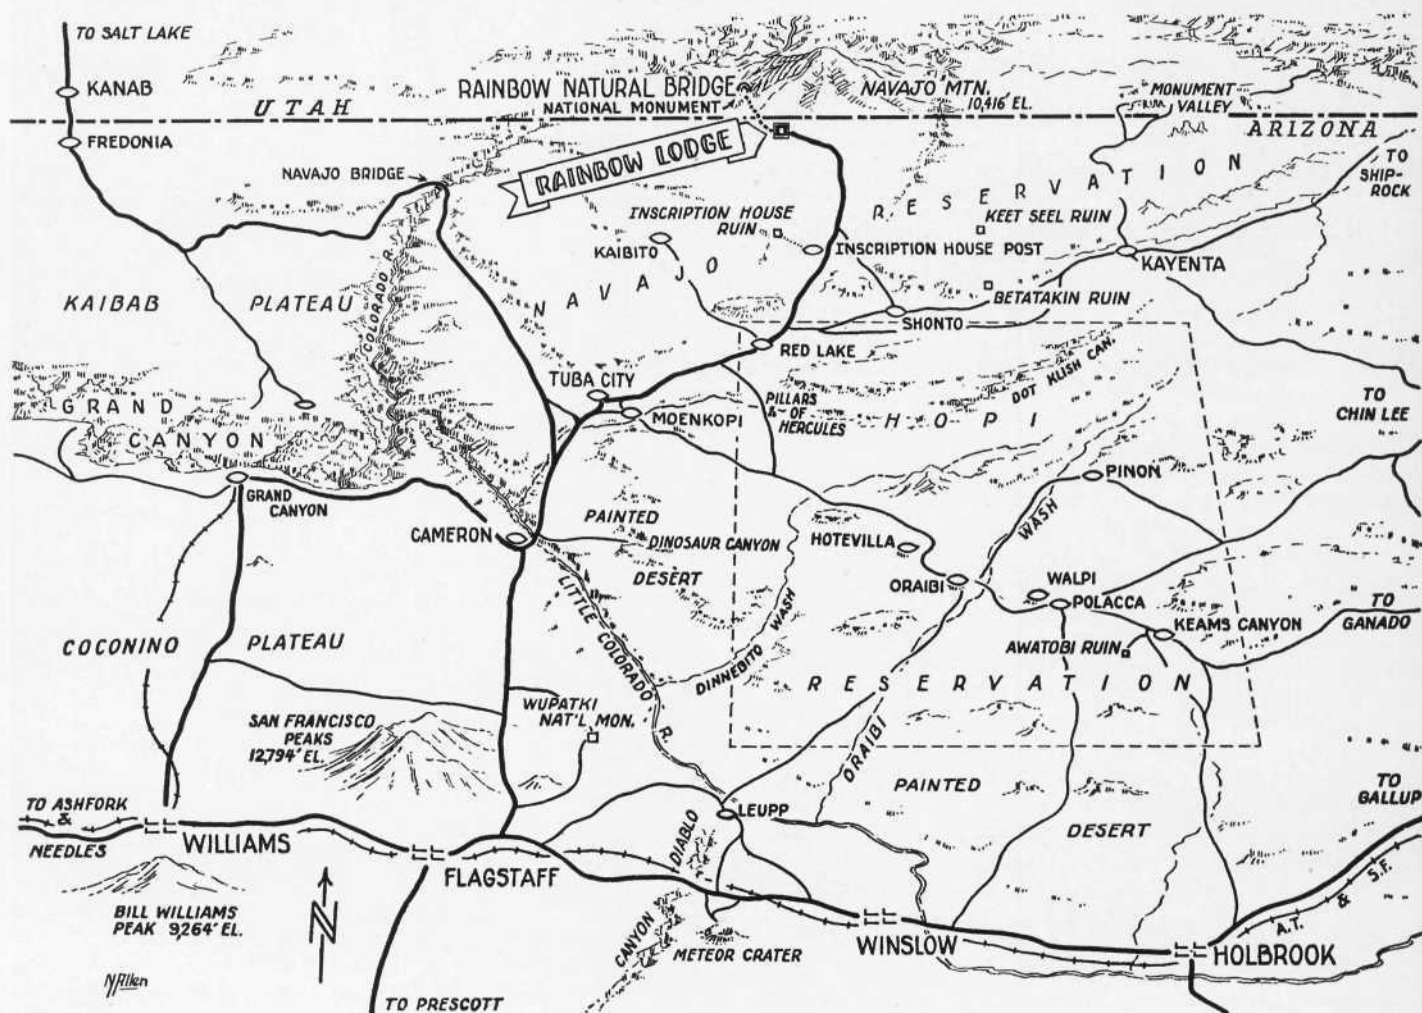 TO SALT LAKE
KANAB
UTAH
FREDONIA
RAINBOW NATURAL BRIDGE
NATIONAL MONUMENT
NAVAJO MTN.
10,416' EL.
MONUMENT
VALLEY
ARIZONA
RAINBOW LODGE
NAVAJO BRIDGE
TO
SHIP-
ROCK
RESERVATION
INSCRIPTION HOUSE
RUIN
KEET SEEL RUIN
KAIBITO
INSCRIPTION HOUSE POST
KAYENTA
NAVAJO
COLORADO R.
KAIBAB
PLATEAU
BETATAKIN RUIN
SHONTO
RED LAKE
DOT KLISH CAN.
TUBA CITY
MOENKOPI
PILLARS
& OF
HERCULES
HOPI
TO
CHIN LEE
GRAND
CANYON
GRAND
CANYON
PINON
CAMERON
PAINTED
DINOSAUR CANYON
DESERT
HOTEVILLA
WASH
ORAIBI
WALPI
POLACCA
KEAMS CANYON
TO
GANADO
AWATOBI RUIN
LITTLE COLORADO
R.
DINNEBITO
WASH
COCONINO
PLATEAU
RESERVATION
WUPATKI
NAT'L MON.
SAN FRANCISCO
PEAKS
12,794' EL.
ORAIBI
PAINTED
DESERT
TO
GALLUP
TO ASHFORK
&
NEEDLES
WILLIAMS
LEUPP
DIABLO
CANYON
FLAGSTAFF
BILL WILLIAMS
PEAK 9,264' EL.
N
METEOR CRATER
WINSLOW
HOLBROOK
A.T. & S.F.
N Allen
TO PRESCOTT